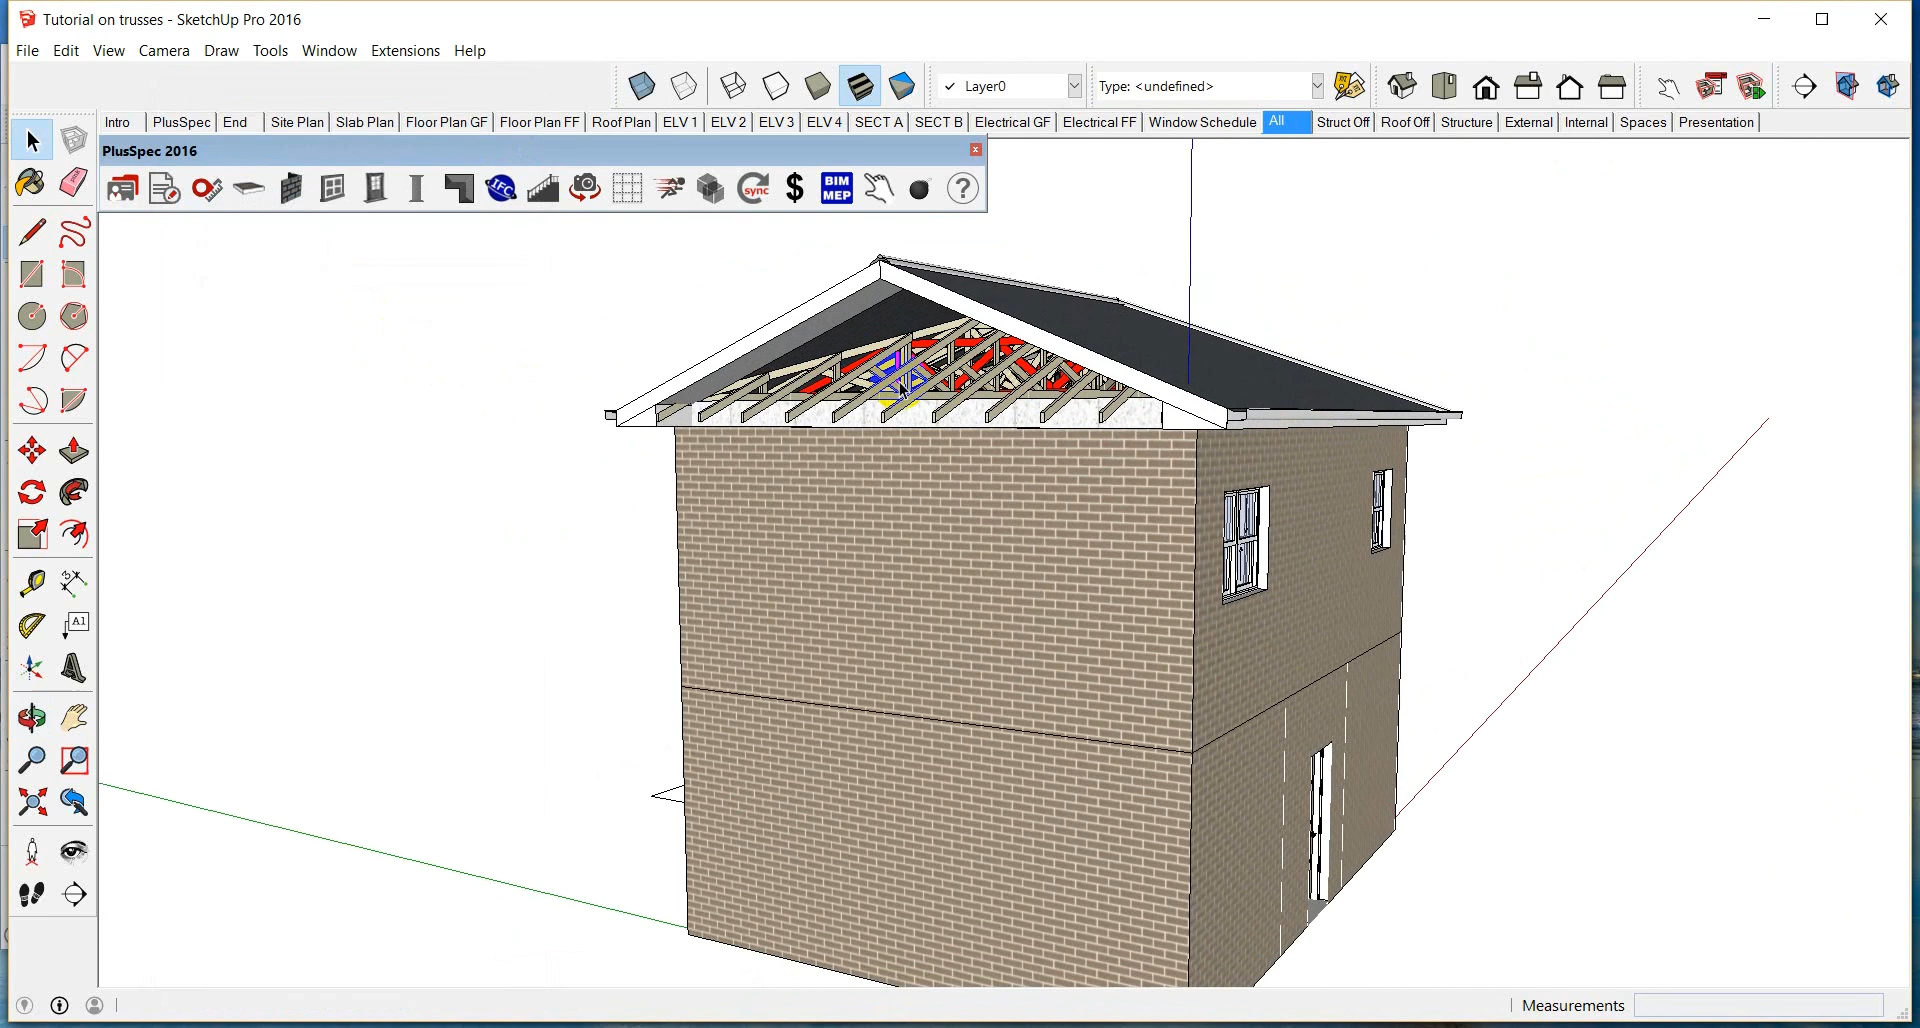 Tutorial on trusses - SketchUp Pro 2016
File Edit View Camera Draw Tools Window Extensions Help
Layer0 Type: <undefined>
Intro PlusSpec End Site Plan Slab Plan Floor Plan GF Floor Plan FF Roof Plan ELV 1 ELV 2 ELV 3 ELV 4 SECT A SECT B Electrical GF Electrical FF Window Schedule All Struct Off Roof Off Structure External Internal Spaces Presentation
PlusSpec 2016
IFC sync $ BIM MEP ?
A1
Measurements